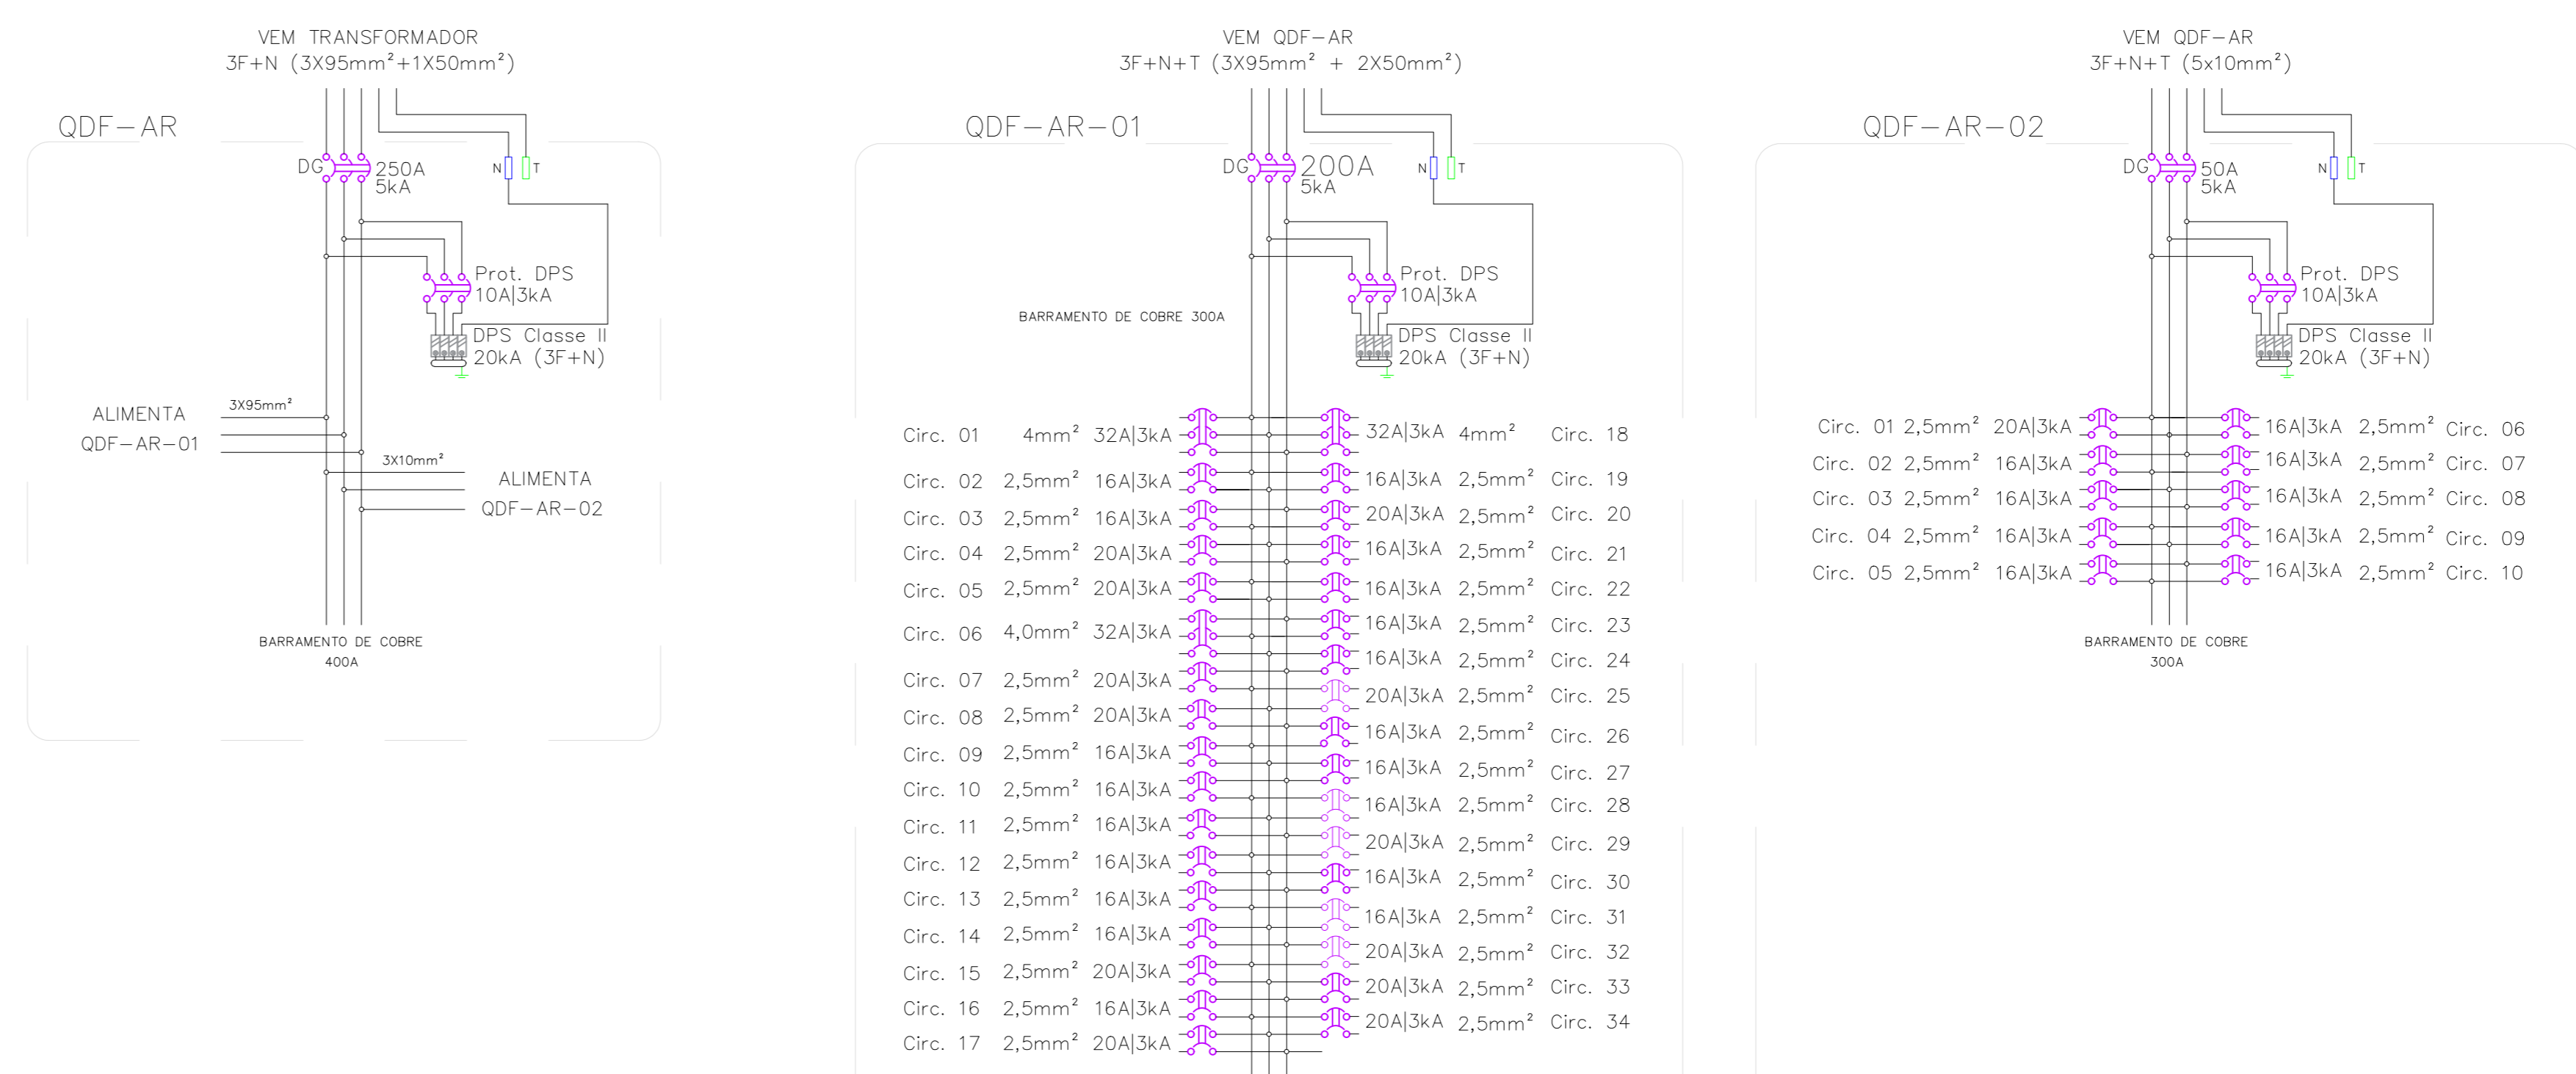 VEM TRANSFORMADOR
3F+N (3X95mm²+1X50mm²)
QDF-AR
DG
250A
5kA
N
T
Prot. DPS
10A|3kA
DPS Classe II
20kA (3F+N)
ALIMENTA
QDF-AR-01
3X95mm²
3X10mm²
ALIMENTA
QDF-AR-02
BARRAMENTO DE COBRE
400A
VEM QDF-AR
3F+N+T (3X95mm² + 2X50mm²)
QDF-AR-01
DG
200A
5kA
N
T
Prot. DPS
10A|3kA
BARRAMENTO DE COBRE 300A
DPS Classe II
20kA (3F+N)
Circ. 01 4mm² 32A|3kA
Circ. 02 2,5mm² 16A|3kA
Circ. 03 2,5mm² 16A|3kA
Circ. 04 2,5mm² 20A|3kA
Circ. 05 2,5mm² 20A|3kA
Circ. 06 4,0mm² 32A|3kA
Circ. 07 2,5mm² 20A|3kA
Circ. 08 2,5mm² 20A|3kA
Circ. 09 2,5mm² 16A|3kA
Circ. 10 2,5mm² 16A|3kA
Circ. 11 2,5mm² 16A|3kA
Circ. 12 2,5mm² 16A|3kA
Circ. 13 2,5mm² 16A|3kA
Circ. 14 2,5mm² 16A|3kA
Circ. 15 2,5mm² 20A|3kA
Circ. 16 2,5mm² 16A|3kA
Circ. 17 2,5mm² 20A|3kA
32A|3kA 4mm² Circ. 18
16A|3kA 2,5mm² Circ. 19
20A|3kA 2,5mm² Circ. 20
16A|3kA 2,5mm² Circ. 21
16A|3kA 2,5mm² Circ. 22
16A|3kA 2,5mm² Circ. 23
16A|3kA 2,5mm² Circ. 24
20A|3kA 2,5mm² Circ. 25
16A|3kA 2,5mm² Circ. 26
16A|3kA 2,5mm² Circ. 27
16A|3kA 2,5mm² Circ. 28
20A|3kA 2,5mm² Circ. 29
16A|3kA 2,5mm² Circ. 30
16A|3kA 2,5mm² Circ. 31
20A|3kA 2,5mm² Circ. 32
20A|3kA 2,5mm² Circ. 33
20A|3kA 2,5mm² Circ. 34
VEM QDF-AR
3F+N+T (5x10mm²)
QDF-AR-02
DG
50A
5kA
N
T
Prot. DPS
10A|3kA
DPS Classe II
20kA (3F+N)
Circ. 01 2,5mm² 20A|3kA
Circ. 02 2,5mm² 16A|3kA
Circ. 03 2,5mm² 16A|3kA
Circ. 04 2,5mm² 16A|3kA
Circ. 05 2,5mm² 16A|3kA
16A|3kA 2,5mm² Circ. 06
16A|3kA 2,5mm² Circ. 07
16A|3kA 2,5mm² Circ. 08
16A|3kA 2,5mm² Circ. 09
16A|3kA 2,5mm² Circ. 10
BARRAMENTO DE COBRE
300A